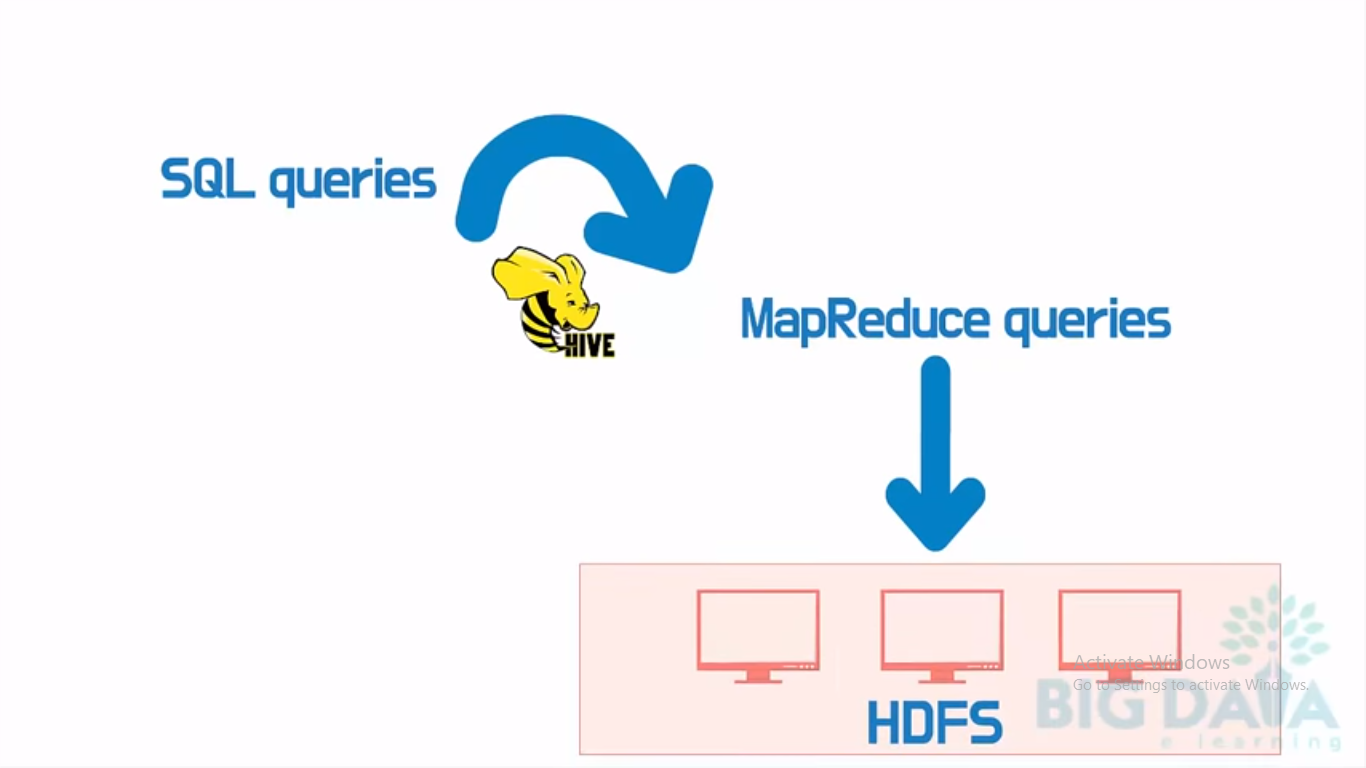 SQL queries
HIVE
MapReduce queries
Activate Windows
Go to Settings to activate Windows.
HDFS
BIG DATA
e learning